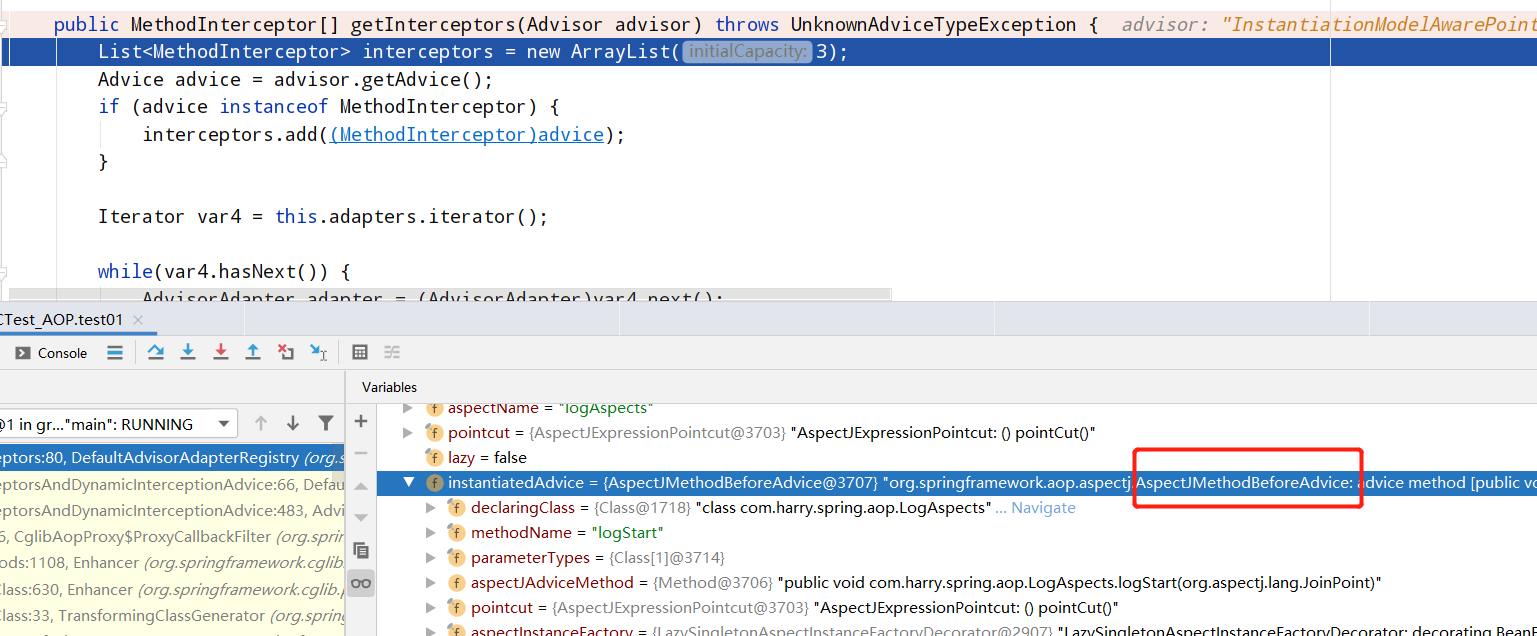 public MethodInterceptor[] getInterceptors(Advisor advisor) throws UnknownAdviceTypeException { advisor: "InstantiationModelAwarePoint
List<MethodInterceptor> interceptors = new ArrayList( initialCapacity: 3);
Advice advice = advisor.getAdvice();
if (advice instanceof MethodInterceptor) {
interceptors.add((MethodInterceptor)advice);
}
Iterator var4 = this.adapters.iterator();
while(var4.hasNext()) {
AdvisorAdapter adapter = (AdvisorAdapter)var4.next();
CTest_AOP.test01
Console
Variables
@1 in gr..."main": RUNNING
aspectName = "logAspects"
pointcut = {AspectJExpressionPointcut@3703} "AspectJExpressionPointcut: () pointCut()"
lazy = false
eptors:80, DefaultAdvisorAdapterRegistry (org.s
instantiatedAdvice = {AspectJMethodBeforeAdvice@3707} "org.springframework.aop.aspectj.AspectJMethodBeforeAdvice: advice method [public vo
eptorsAndDynamicInterceptionAdvice:66, Defau
declaringClass = {Class@1718} "class com.harry.spring.aop.LogAspects" ... Navigate
eptorsAndDynamicInterceptionAdvice:483, Advi
methodName = "logStart"
6, CglibAopProxy$ProxyCallbackFilter (org.sprin
parameterTypes = {Class[1]@3714}
ods:1108, Enhancer (org.springframework.cglib.
aspectJAdviceMethod = {Method@3706} "public void com.harry.spring.aop.LogAspects.logStart(org.aspectj.lang.JoinPoint)"
Class:630, Enhancer (org.springframework.cglib.p
pointcut = {AspectJExpressionPointcut@3703} "AspectJExpressionPointcut: () pointCut()"
Class:33, TransformingClassGenerator (org.spring
aspectInstanceFactory = {LazySingletonAspectInstanceFactoryDecorator@2907} "LazySingletonAspectInstanceFactoryDecorator: decorating BeanF